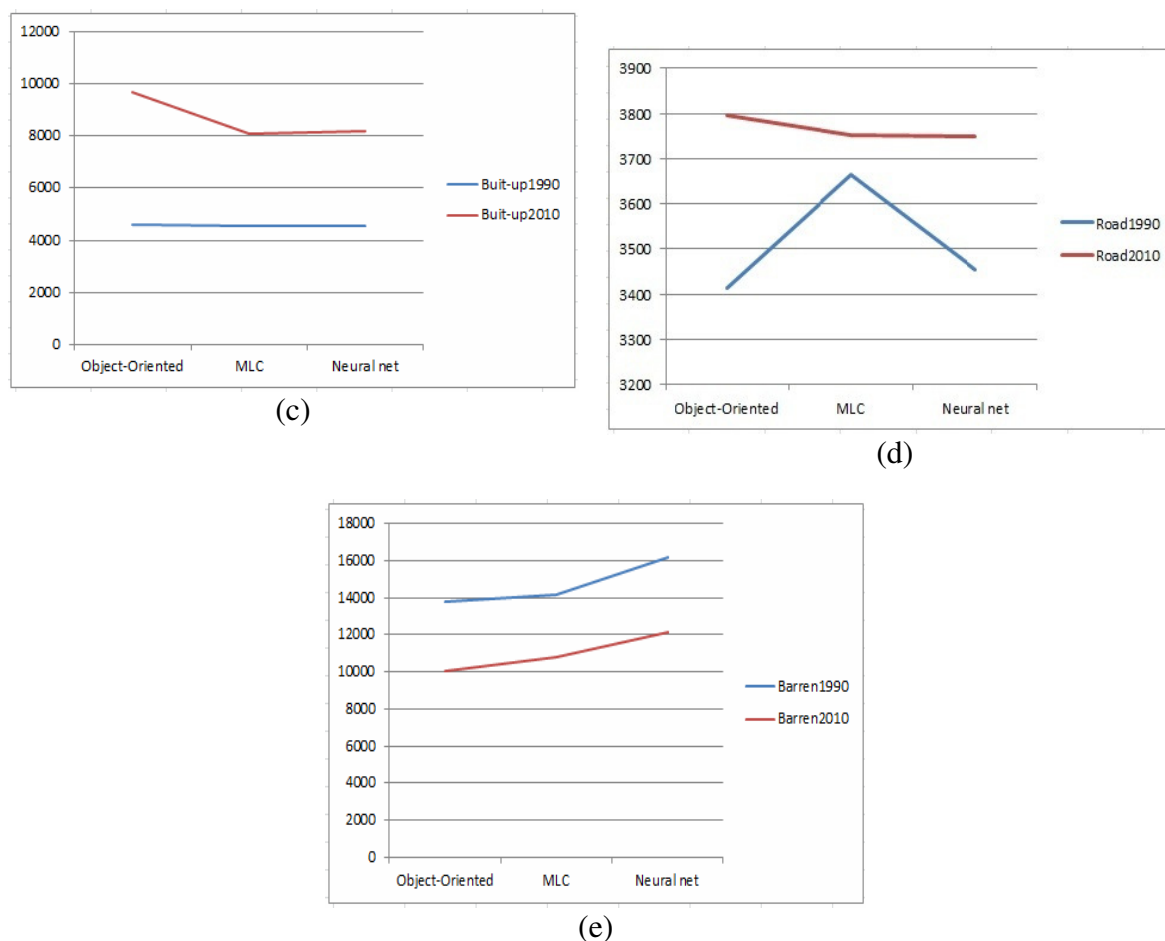 12000
10000
8000
6000
4000
2000
0
Object-Oriented MLC Neural net
Buit-up1990
Buit-up2010
(c)
3900
3800
3700
3600
3500
3400
3300
3200
Object-Oriented MLC Neural net
Road1990
Road2010
(d)
18000
16000
14000
12000
10000
8000
6000
4000
2000
0
Object-Oriented MLC Neural net
Barren1990
Barren2010
(e)